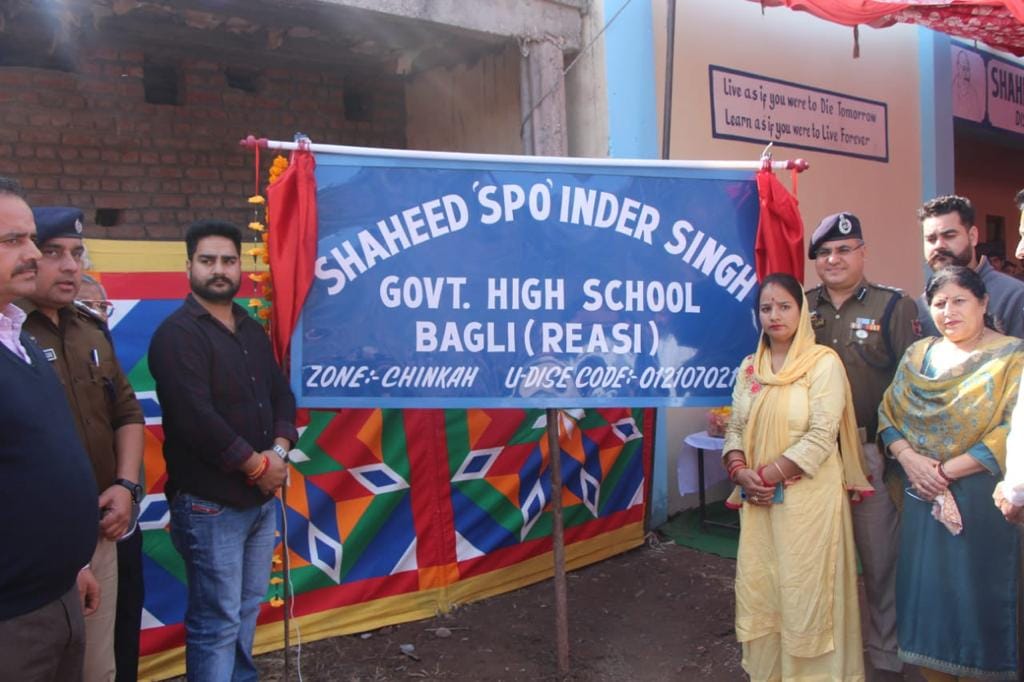 Live as if you were to Die Tomorrow
Learn as if you were to Live Forever
SHAHEED 'SPO' INDER SINGH
GOVT. HIGH SCHOOL
BAGLI (REASI)
ZONE:- CHINKAH U-DISE CODE:- 012107021